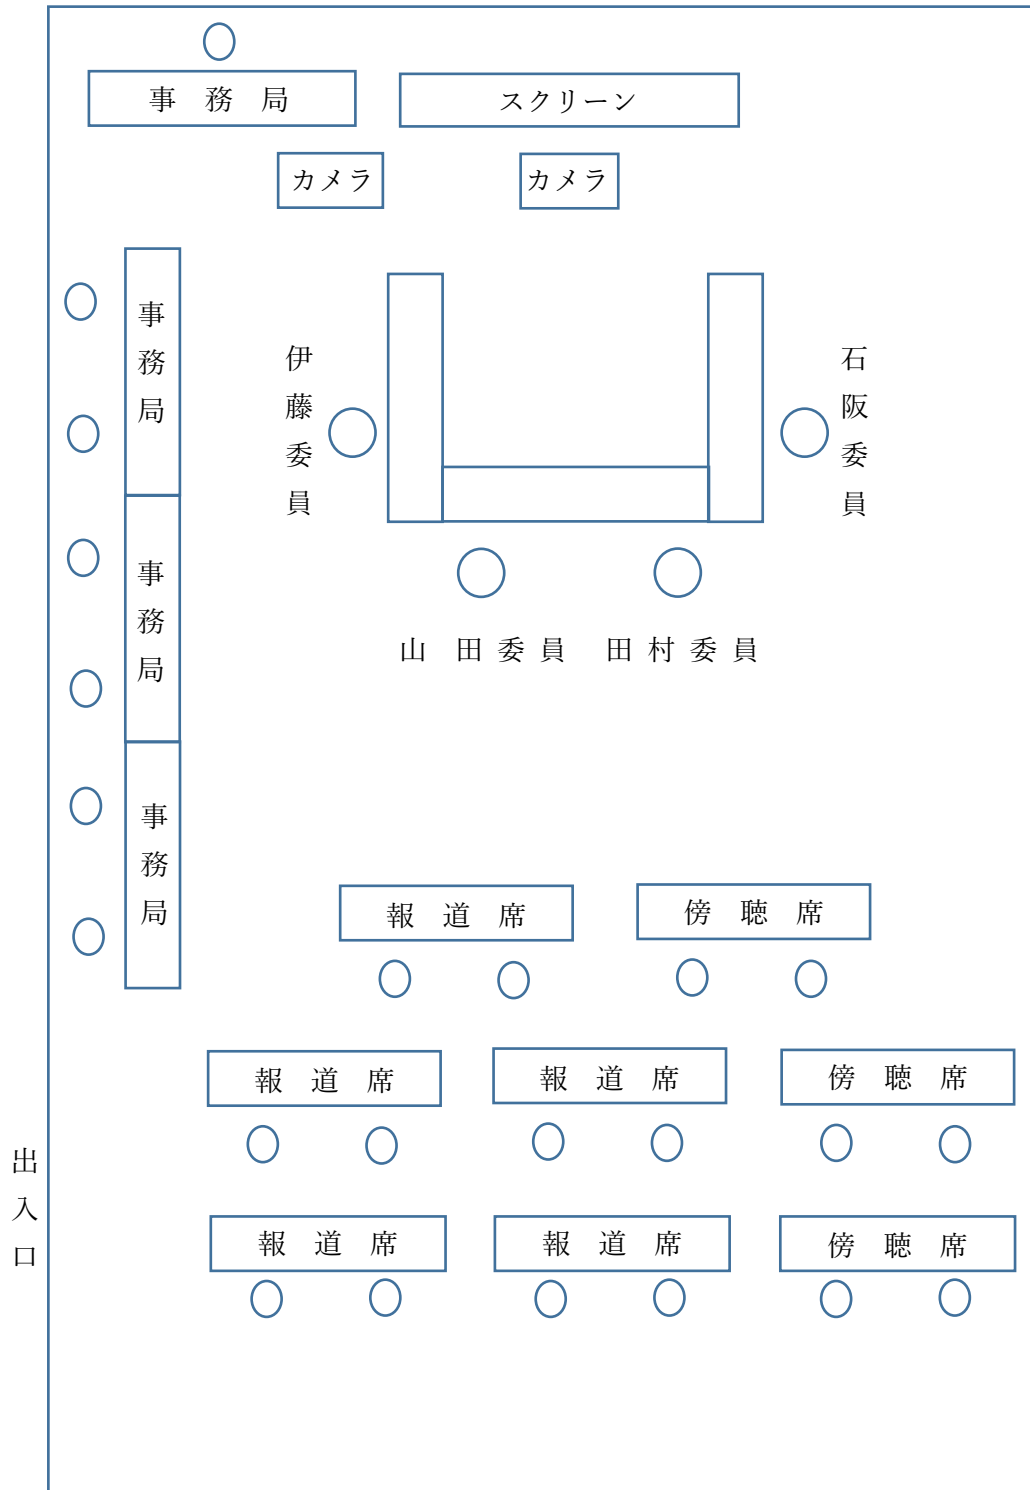 事　務　局
スクリーン
カメラ
カメラ
事務局
伊藤委員
石阪委員
事務局
山　田委員
田村委員
事務局
報　道　席
傍　聴　席
報　道　席
報　道　席
傍　聴　席
出入口
報　道　席
報　道　席
傍　聴　席